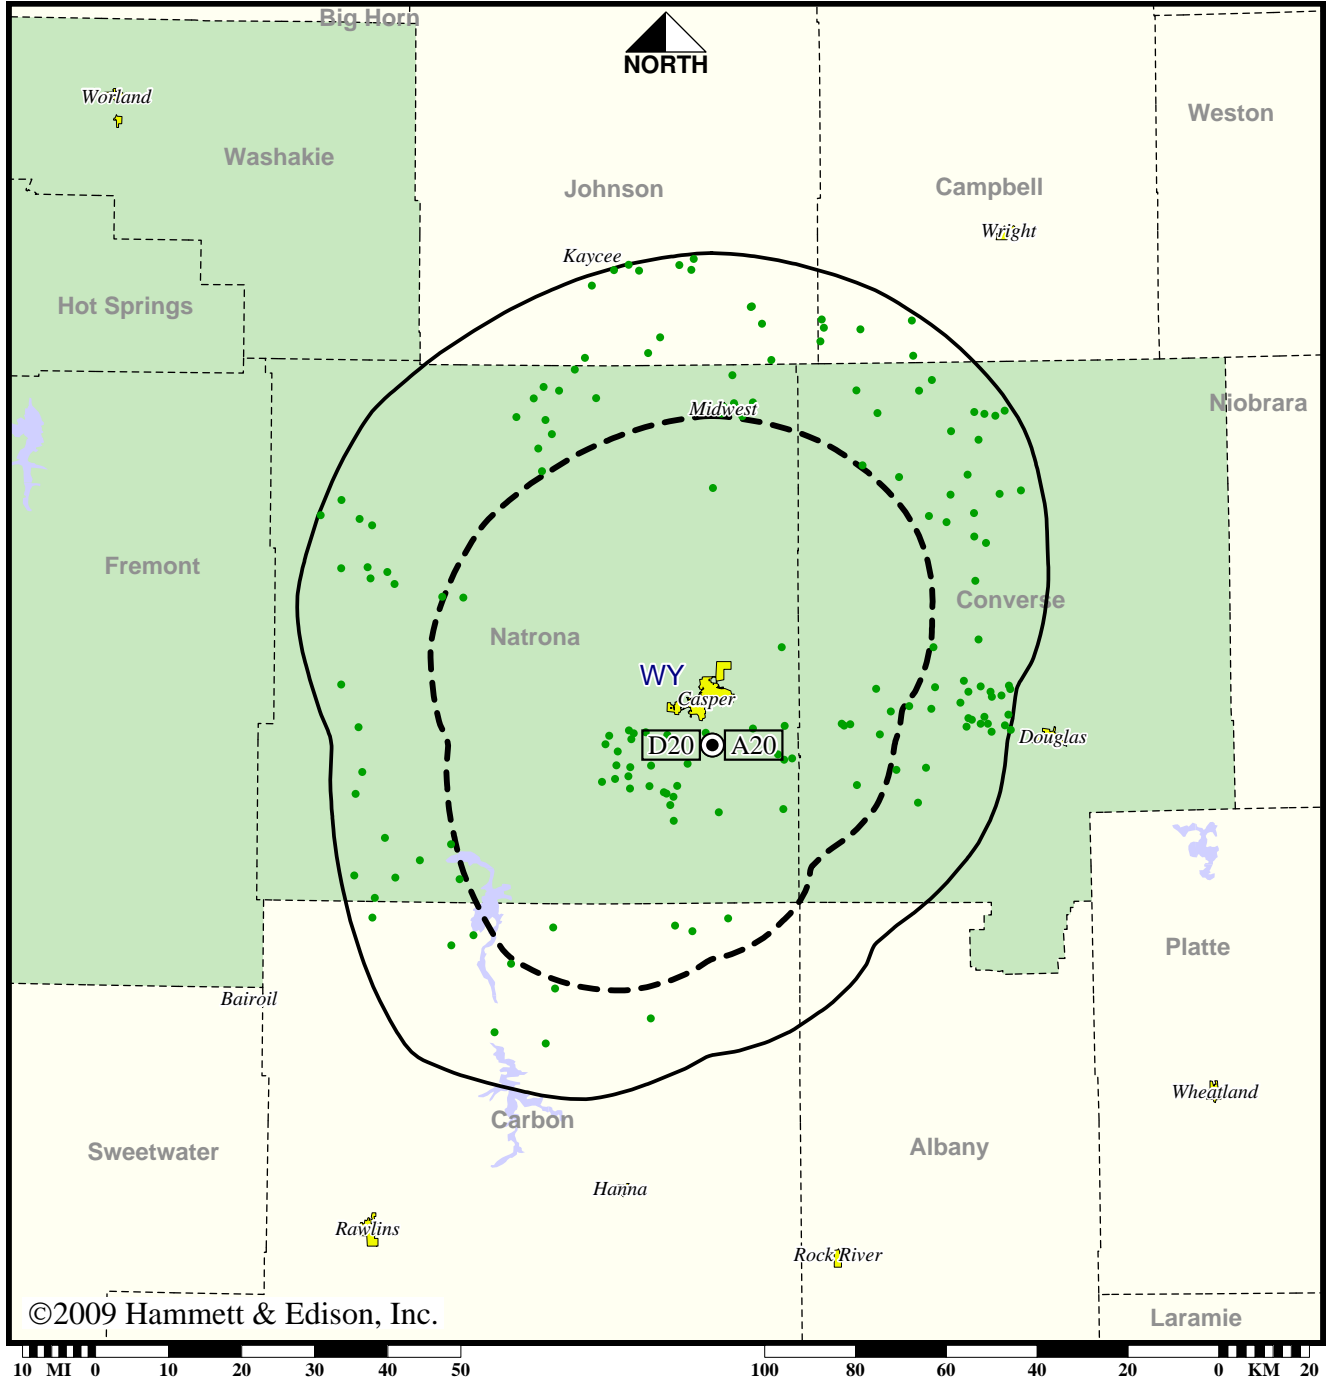 Big Horn
NORTH
Worland
Weston
Washakie
Johnson
Campbell
Wright
Kaycee
Hot Springs
Niobrara
Midwest
Fremont
Converse
Natrona
WY
Casper
D20
A20
Douglas
Platte
Bairoil
Wheatland
Carbon
Albany
Sweetwater
Hanna
Rawlins
Rock River
©2009 Hammett & Edison, Inc.
Laramie
10 MI 0 10 20 30 40 50 100 80 60 40 20 0 KM 20